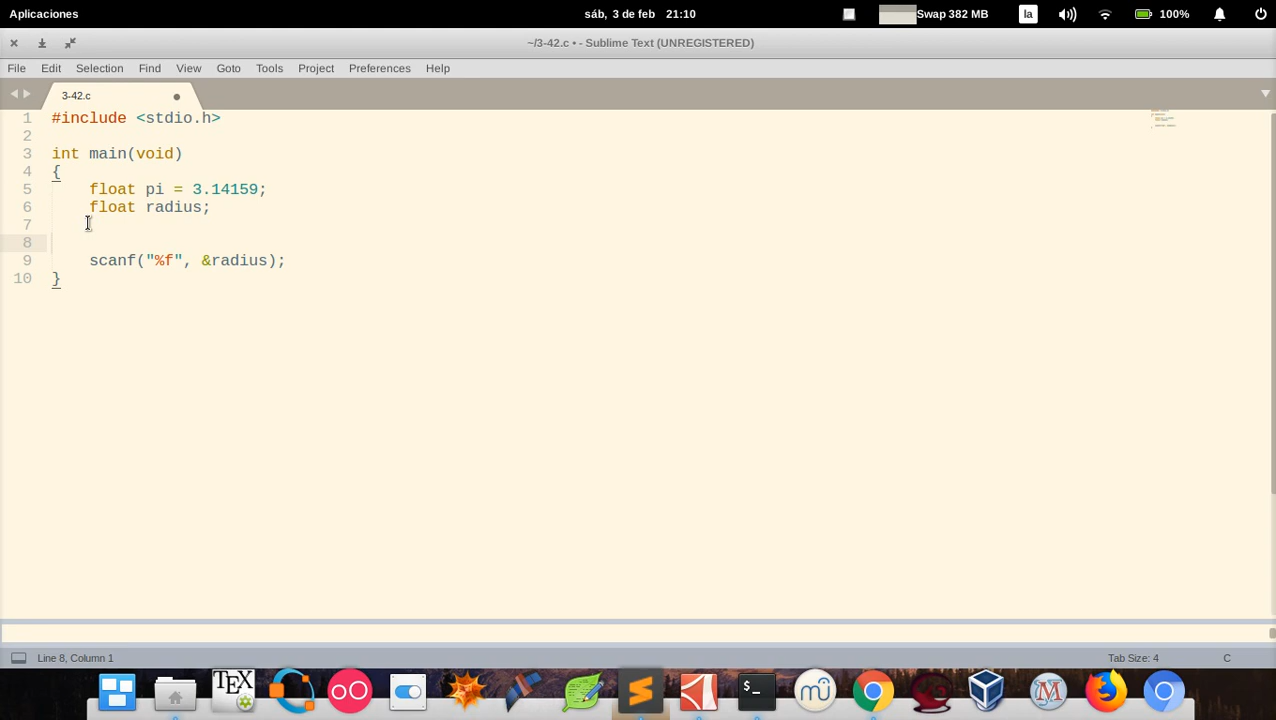 Aplicaciones sáb, 3 de feb 21:10 Swap 382 MB la 100%
~/3-42.c • - Sublime Text (UNREGISTERED)
File Edit Selection Find View Goto Tools Project Preferences Help
3-42.c
1 #include <stdio.h>
2
3 int main(void)
4 {
5 float pi = 3.14159;
6 float radius;
7
8
9 scanf("%f", &radius);
10 }
Line 8, Column 1 Tab Size: 4 C
TEX >_ mu M